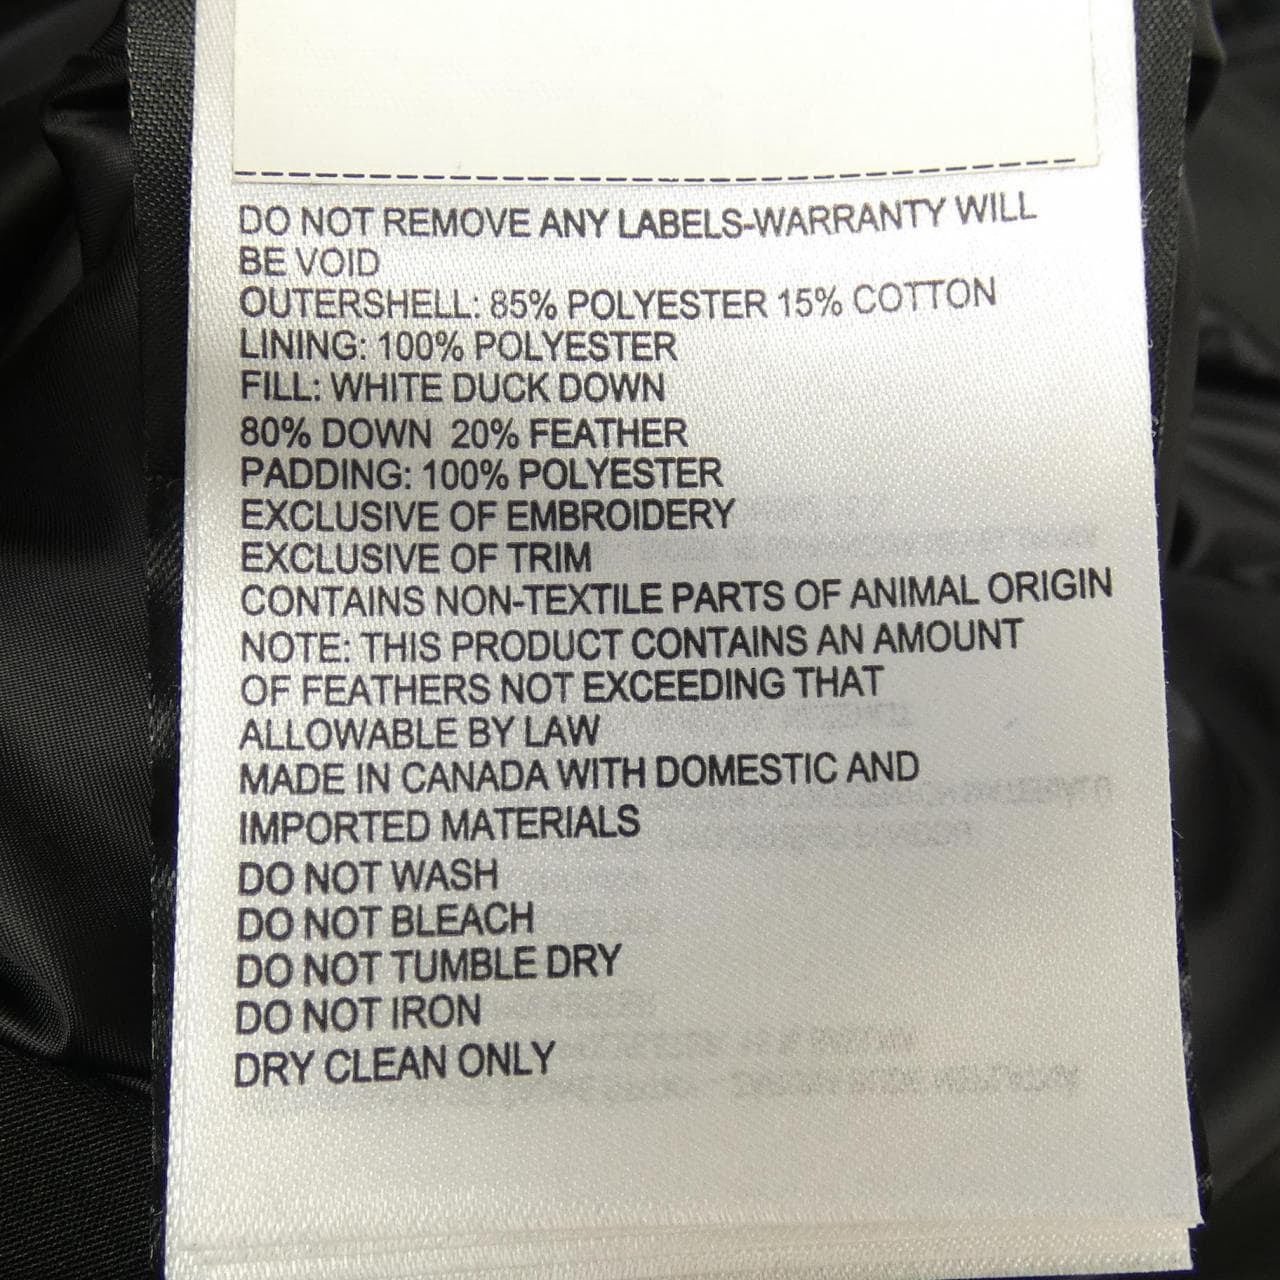 DO NOT REMOVE ANY LABELS-WARRANTY WILL
BE VOID
OUTERSHELL: 85% POLYESTER 15% COTTON
LINING: 100% POLYESTER
FILL: WHITE DUCK DOWN
80% DOWN 20% FEATHER
PADDING: 100% POLYESTER
EXCLUSIVE OF EMBROIDERY
EXCLUSIVE OF TRIM
CONTAINS NON-TEXTILE PARTS OF ANIMAL ORIGIN
NOTE: THIS PRODUCT CONTAINS AN AMOUNT
OF FEATHERS NOT EXCEEDING THAT
ALLOWABLE BY LAW
MADE IN CANADA WITH DOMESTIC AND
IMPORTED MATERIALS
DO NOT WASH
DO NOT BLEACH
DO NOT TUMBLE DRY
DO NOT IRON
DRY CLEAN ONLY